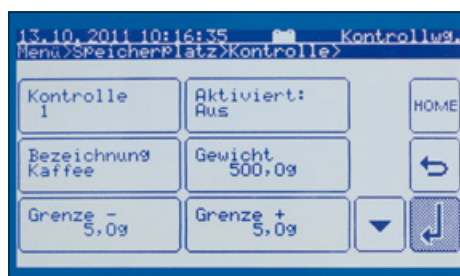 13.10.2011 10:16:35 Kontrollwg.
Menü>Speicherplatz>Kontrolle>
Kontrolle
1
Aktiviert:
Aus
HOME
Bezeichnung
Kaffee
Gewicht
500,0g
Grenze -
5,0g
Grenze +
5,0g